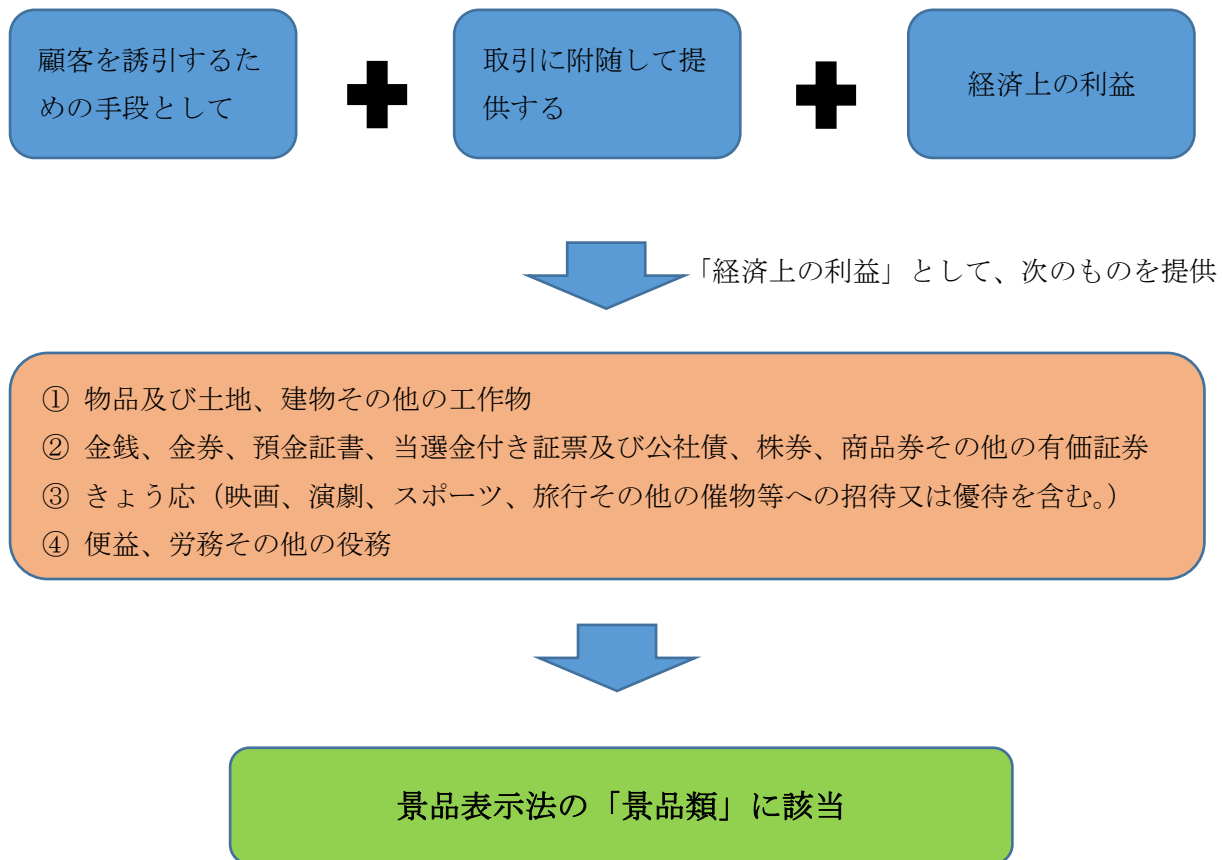 顧客を誘引するた
めの手段として
取引に附随して提
供する
経済上の利益
「経済上の利益」として、次のものを提供
① 物品及び土地、建物その他の工作物
② 金銭、金券、預金証書、当選金付き証票及び公社債、株券、商品券その他の有価証券
③ きょう応（映画、演劇、スポーツ、旅行その他の催物等への招待又は優待を含む。）
④ 便益、労務その他の役務
景品表示法の「景品類」に該当